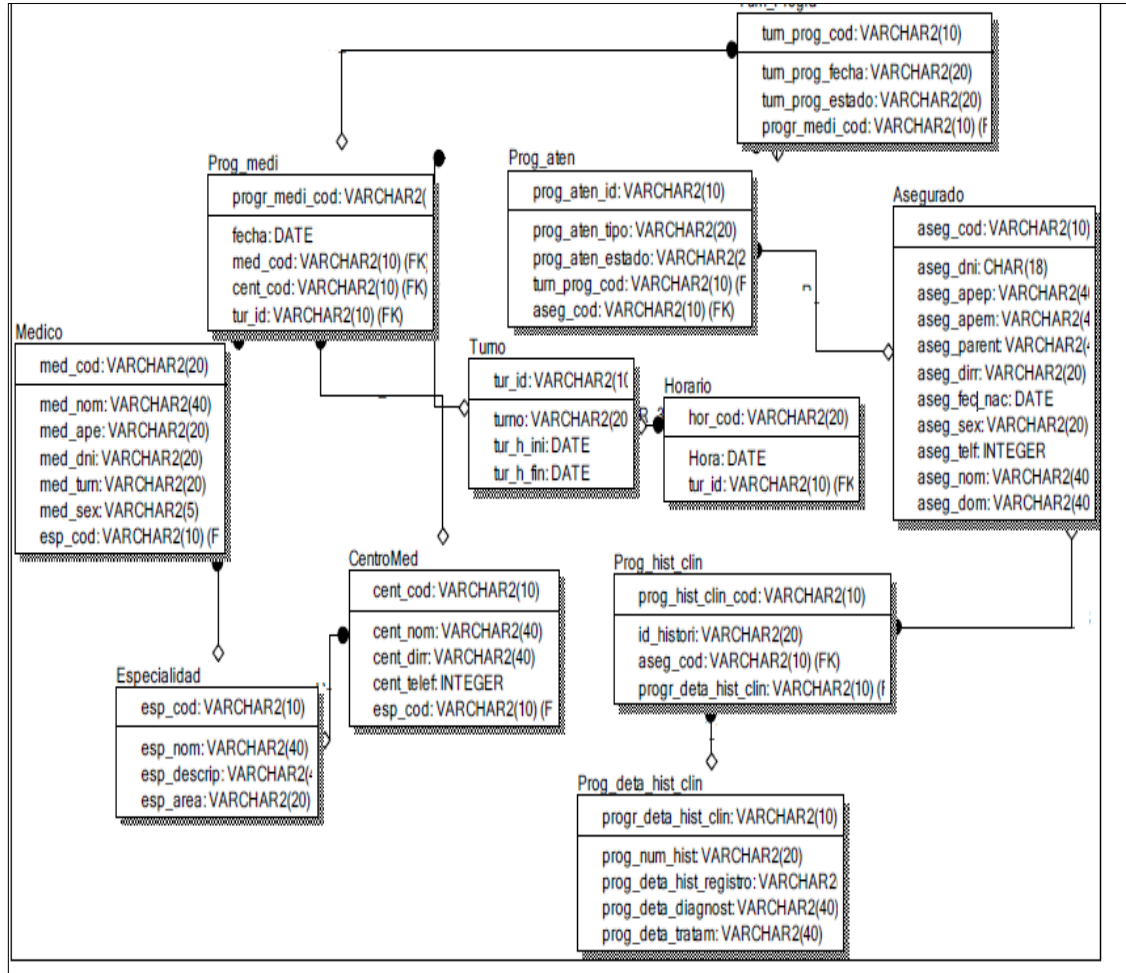 tum_prog_cod: VARCHAR2(10)
tum_prog_fecha: VARCHAR2(20)
tum_prog_estado: VARCHAR2(20)
progr_medi_cod: VARCHAR2(10) (F
Prog_medi
progr_medi_cod: VARCHAR2(
fecha: DATE
med_cod: VARCHAR2(10) (FK)
cent_cod: VARCHAR2(10) (FK)
tur_id: VARCHAR2(10) (FK)
Prog_aten
prog_aten_id: VARCHAR2(10)
prog_aten_tipo: VARCHAR2(20)
prog_aten_estado: VARCHAR2(2
turn_prog_cod: VARCHAR2(10) (F
aseg_cod: VARCHAR2(10) (FK)
Asegurado
aseg_cod: VARCHAR2(10)
aseg_dni: CHAR(18)
aseg_apep: VARCHAR2(4
aseg_apem: VARCHAR2(4
aseg_parent: VARCHAR2(
aseg_dirr: VARCHAR2(20)
aseg_fec_nac: DATE
aseg_sex: VARCHAR2(20)
aseg_telf: INTEGER
aseg_nom: VARCHAR2(40
aseg_dom: VARCHAR2(40
Medico
med_cod: VARCHAR2(20)
med_nom: VARCHAR2(40)
med_ape: VARCHAR2(20)
med_dni: VARCHAR2(20)
med_turn: VARCHAR2(20)
med_sex: VARCHAR2(5)
esp_cod: VARCHAR2(10) (F
Turno
tur_id: VARCHAR2(10
turno: VARCHAR2(20
tur_h_ini: DATE
tur_h_fin: DATE
Horario
hor_cod: VARCHAR2(20)
Hora: DATE
tur_id: VARCHAR2(10) (FK
CentroMed
cent_cod: VARCHAR2(10)
cent_nom: VARCHAR2(40)
cent_dirr: VARCHAR2(40)
cent_telef: INTEGER
esp_cod: VARCHAR2(10) (F
Especialidad
esp_cod: VARCHAR2(10)
esp_nom: VARCHAR2(40)
esp_descrip: VARCHAR2(4
esp_area: VARCHAR2(20)
Prog_hist_clin
prog_hist_clin_cod: VARCHAR2(10)
id_histori: VARCHAR2(20)
aseg_cod: VARCHAR2(10) (FK)
progr_deta_hist_clin: VARCHAR2(10) (F
Prog_deta_hist_clin
progr_deta_hist_clin: VARCHAR2(10)
prog_num_hist: VARCHAR2(20)
prog_deta_hist_registro: VARCHAR2
prog_deta_diagnost: VARCHAR2(40)
prog_deta_tratam: VARCHAR2(40)